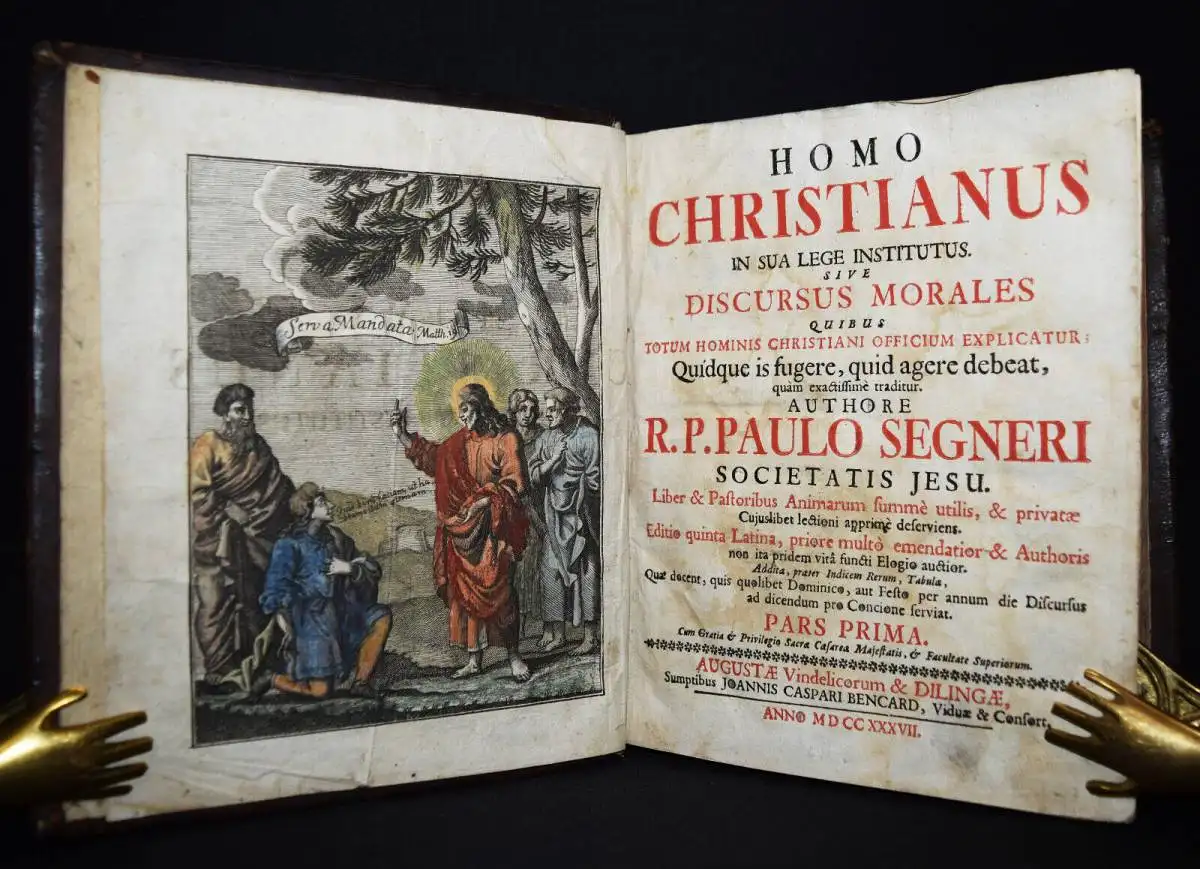 Serva Mandata Matth. 19
HOMO
CHRISTIANUS
IN SUA LEGE INSTITUTUS.
SIVE
DISCURSUS MORALES
QUIBUS
TOTUM HOMINIS CHRISTIANI OFFICIUM EXPLICATUR;
Quidque is fugere, quid agere debeat,
quàm exactissimè traditur.
AUTHORE
R. P. PAULO SEGNERI
SOCIETATIS JESU.
Liber & Pastoribus Animarum summè utilis, & privatæ
Cujuslibet lectioni apprimè deserviens.
Editio quinta Latina, priore multò emendatior & Authoris
non ita pridem vitâ functi Elogio auctior.
Additæ, præter Indicem Rerum, Tabulæ,
Quæ docent, quis quolibet Dominico, aut Festo per annum die Discursus
ad dicendum pro Concione serviat.
PARS PRIMA.
Cum Gratia & Privilegio Sacræ Cæsareæ Majestatis, & Facultate Superiorum.
AUGUSTÆ Vindelicorum & DILINGÆ,
Sumptibus JOANNIS CASPARI BENCARD, Viduæ & Consort.
ANNO MDCCXXXVII.